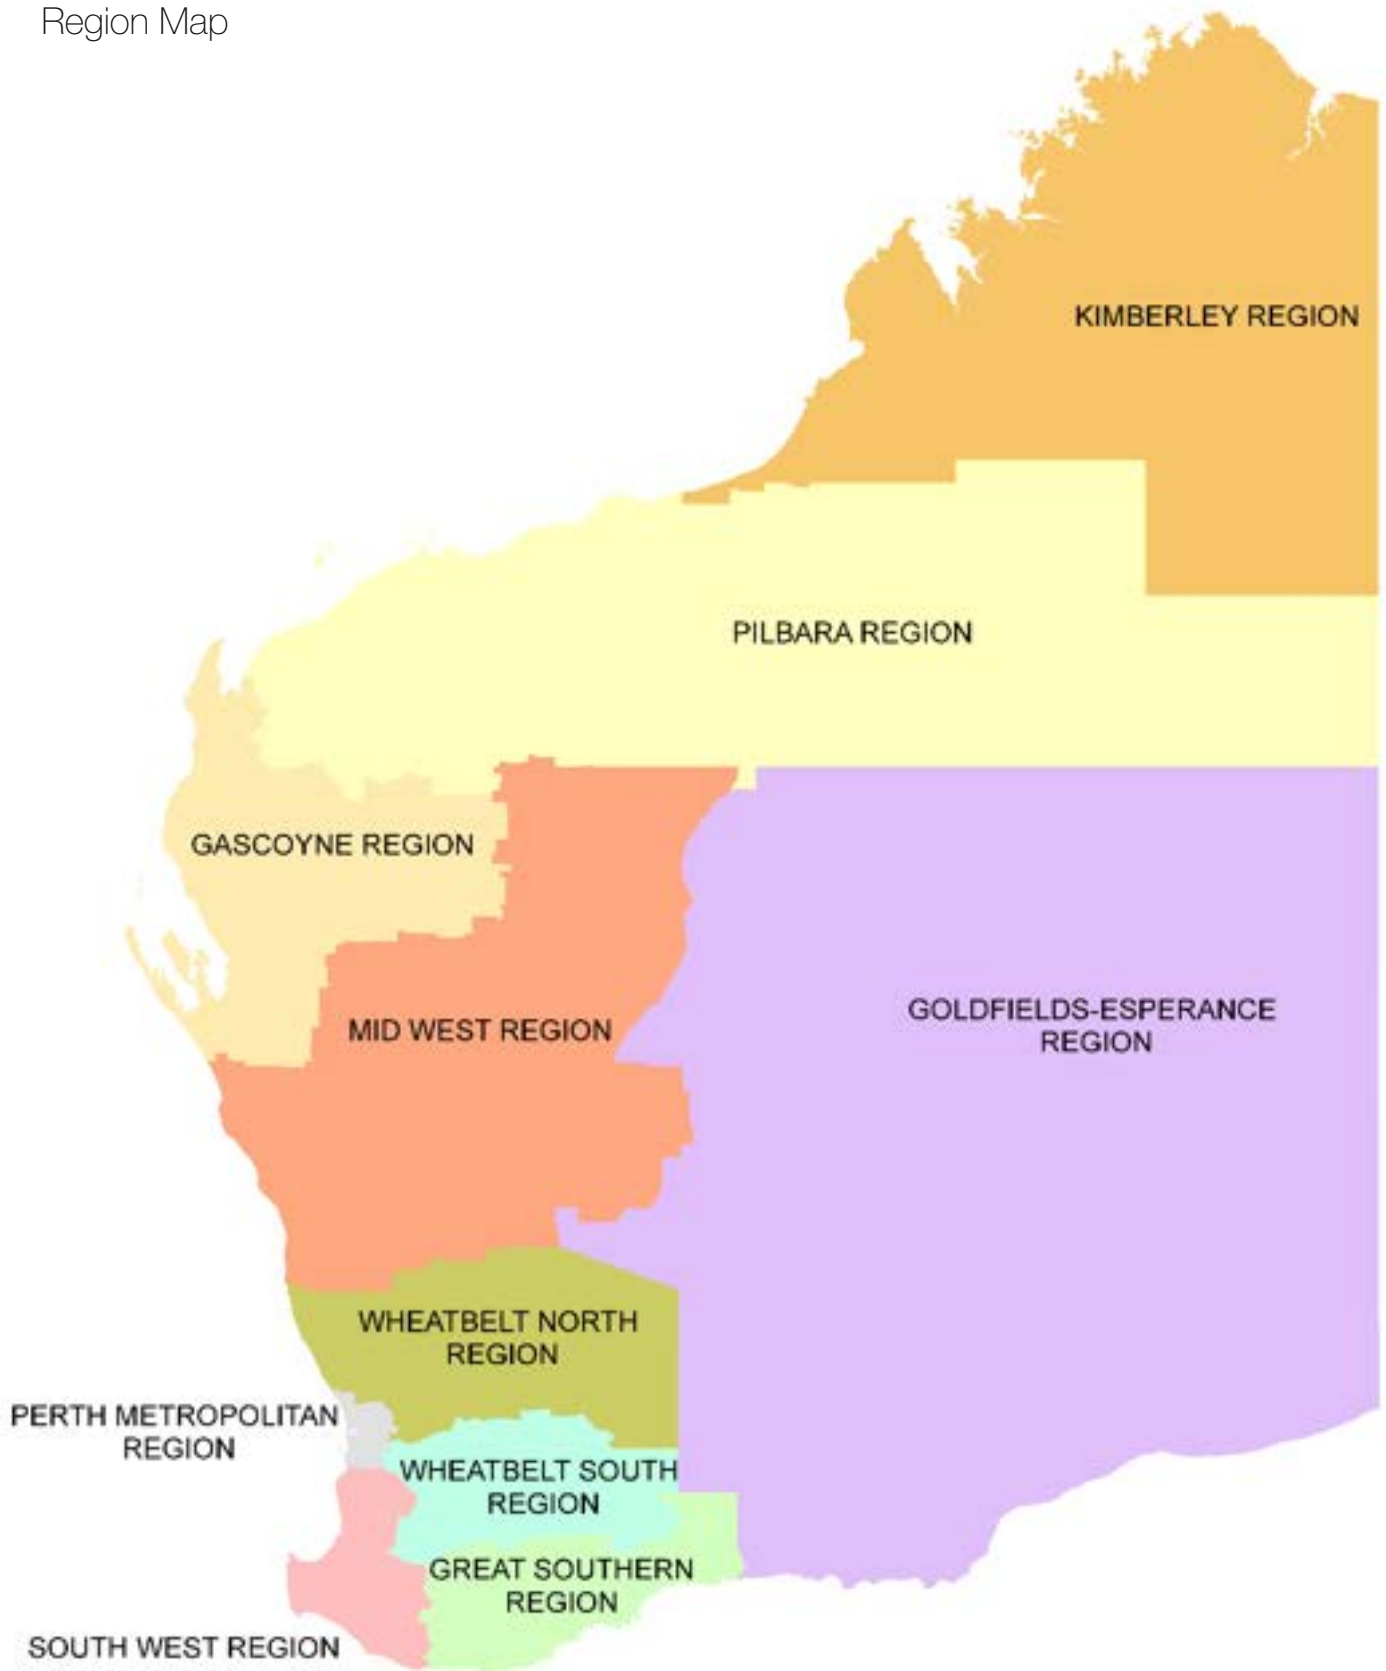 Region Map
KIMBERLEY REGION
PILBARA REGION
GASCOYNE REGION
MID WEST REGION
GOLDFIELDS-ESPERANCE
REGION
WHEATBELT NORTH
REGION
PERTH METROPOLITAN
REGION
WHEATBELT SOUTH
REGION
GREAT SOUTHERN
REGION
SOUTH WEST REGION